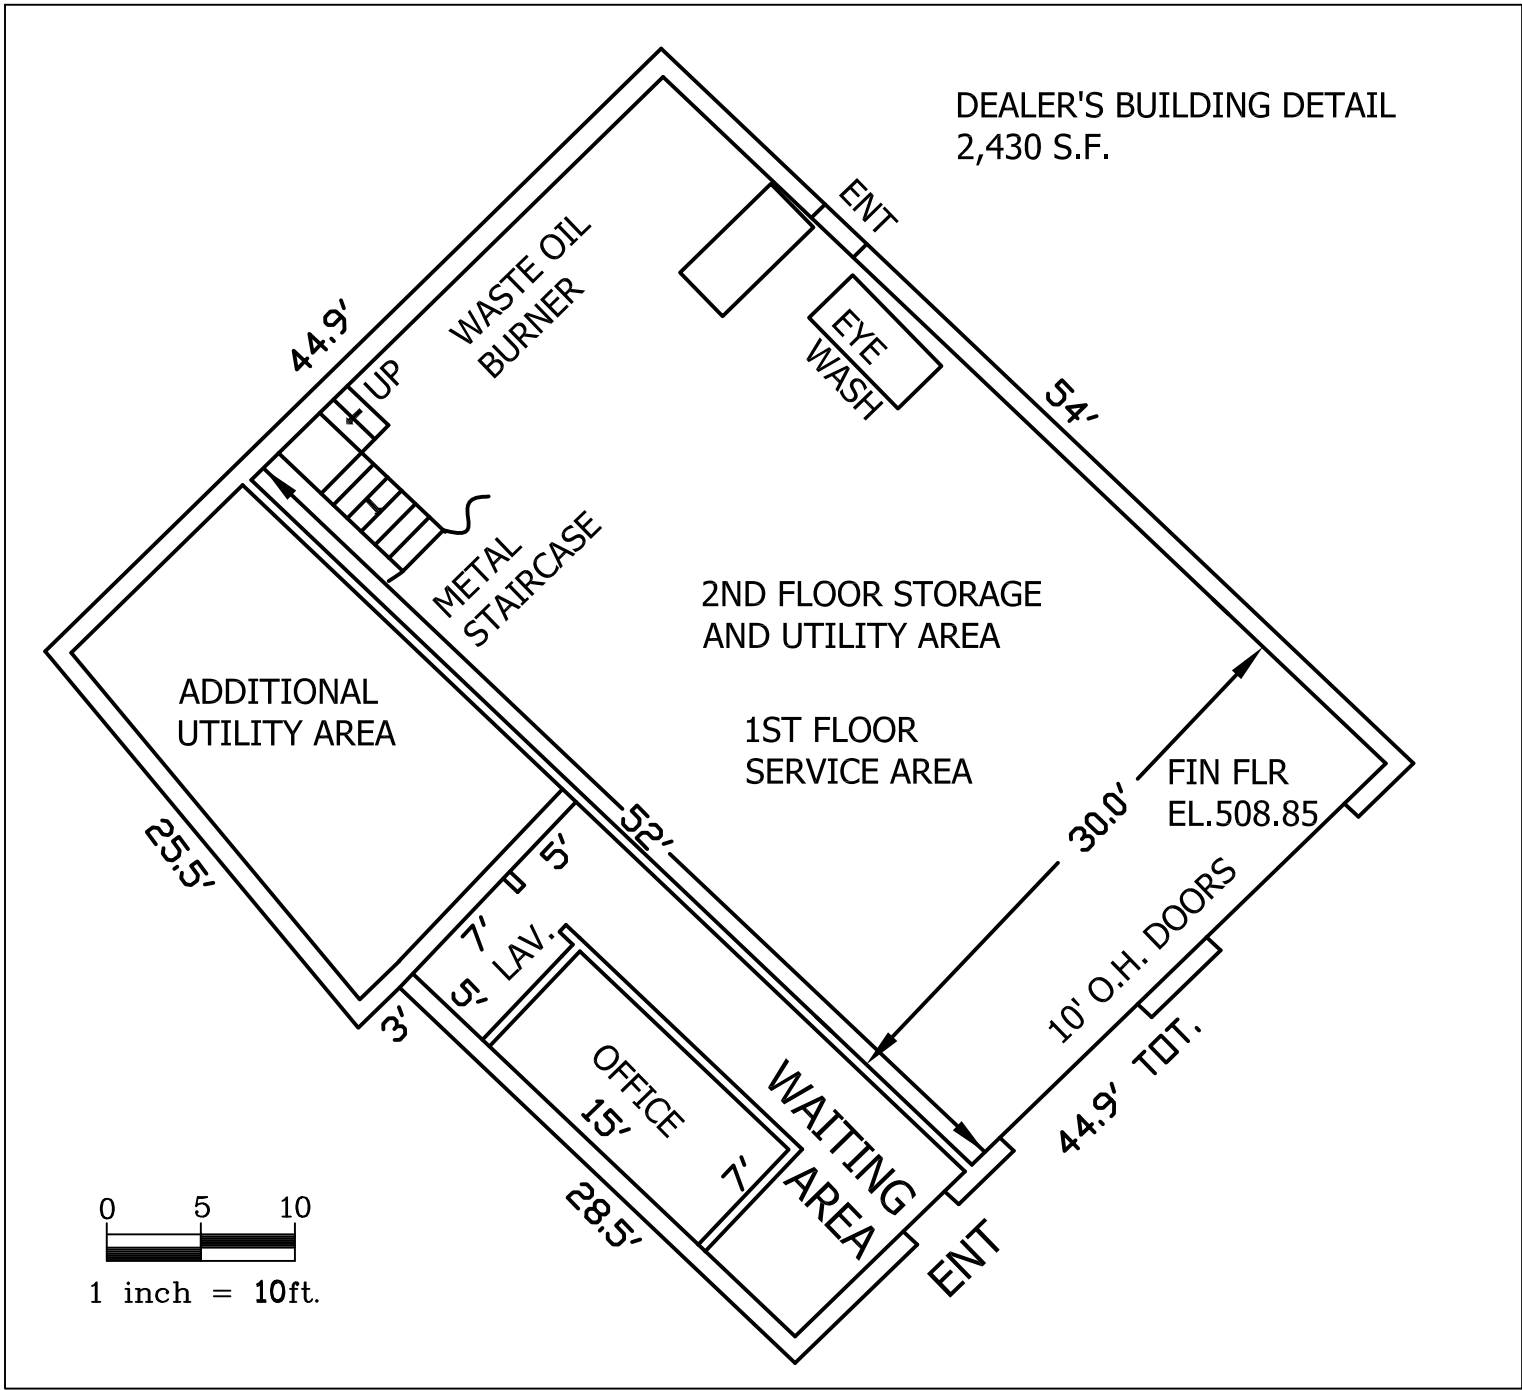 DEALER'S BUILDING DETAIL
2,430 S.F.
ENT
WASTE OIL
BURNER
44.9'
UP
EYE
WASH
54'
METAL
STAIRCASE
2ND FLOOR STORAGE
AND UTILITY AREA
ADDITIONAL
UTILITY AREA
1ST FLOOR
SERVICE AREA
FIN FLR
EL.508.85
30.0'
52'
25.5'
5'
7'
LAV.
5'
3'
10' O.H. DOORS
44.9' TOT.
OFFICE
15'
7'
WAITING
AREA
28.5'
ENT
0 5 10
1 inch = 10ft.